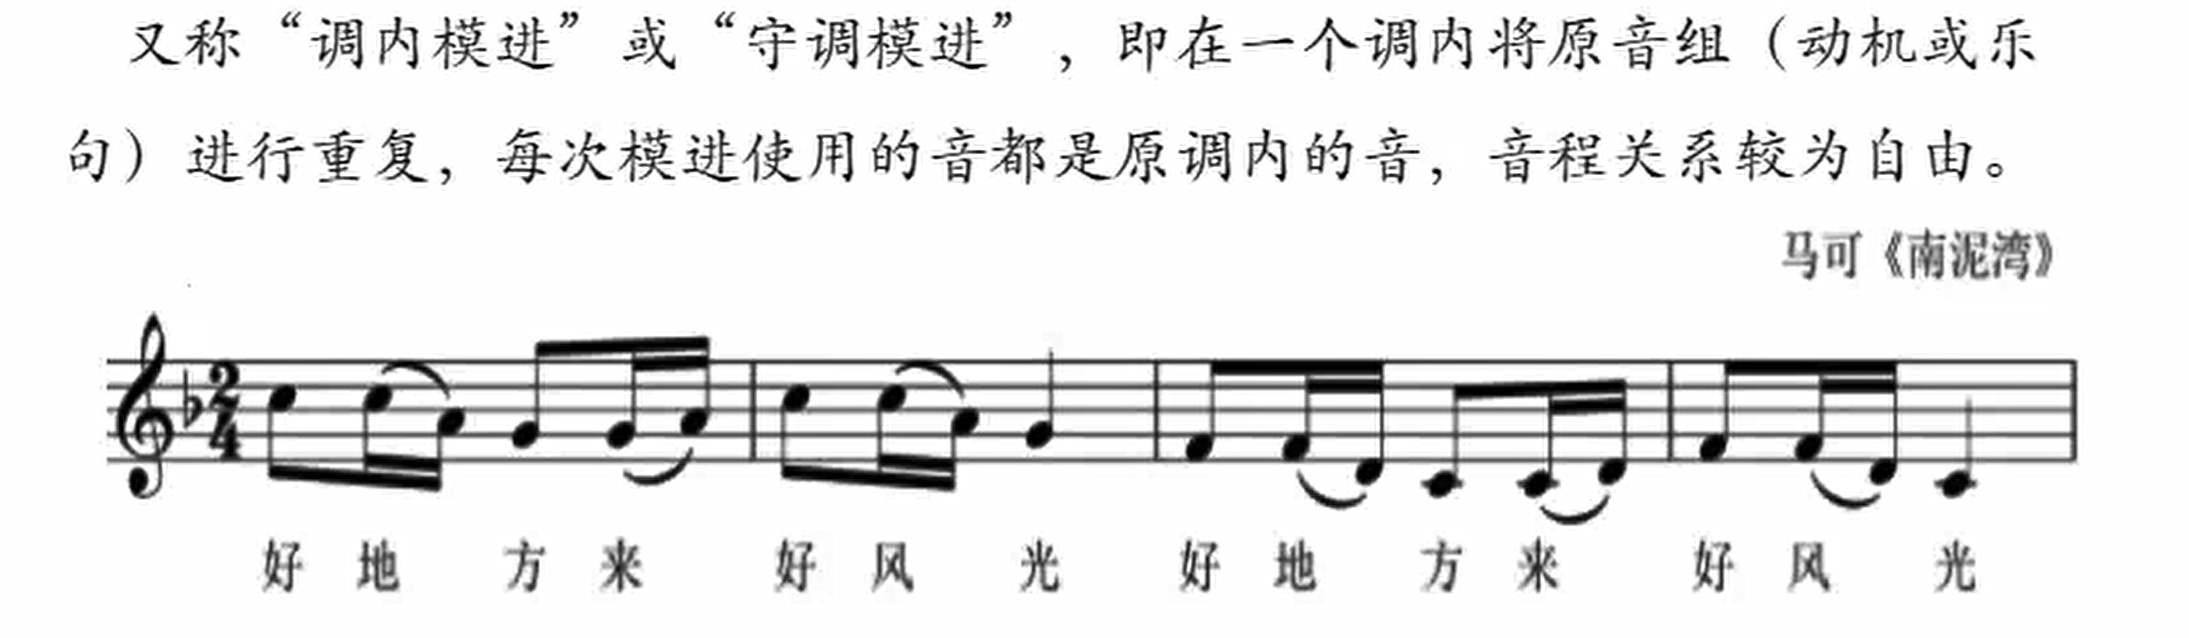 又称“调内模进”或“守调模进”，即在一个调内将原音组（动机或乐
句）进行重复，每次模进使用的音都是原调内的音，音程关系较为自由。
马可《南泥湾》
2
4
好 地 方 来 好 风 光 好 地 方 来 好 风 光